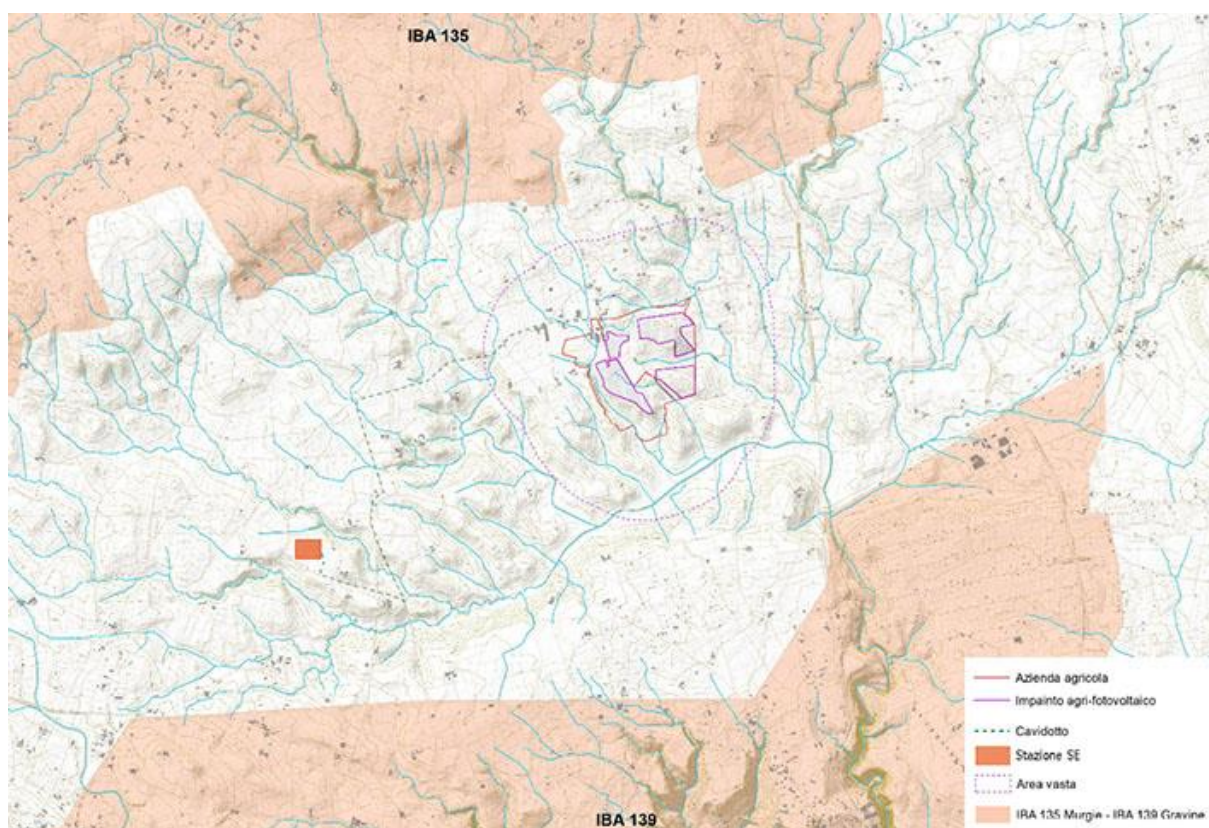 IBA 135
Azienda agricola
Impainto agri-fotovoltaico
Cavidotto
Stazione SE
Area vasta
IBA 135 Murgie - IBA 139 Gravine
IBA 139